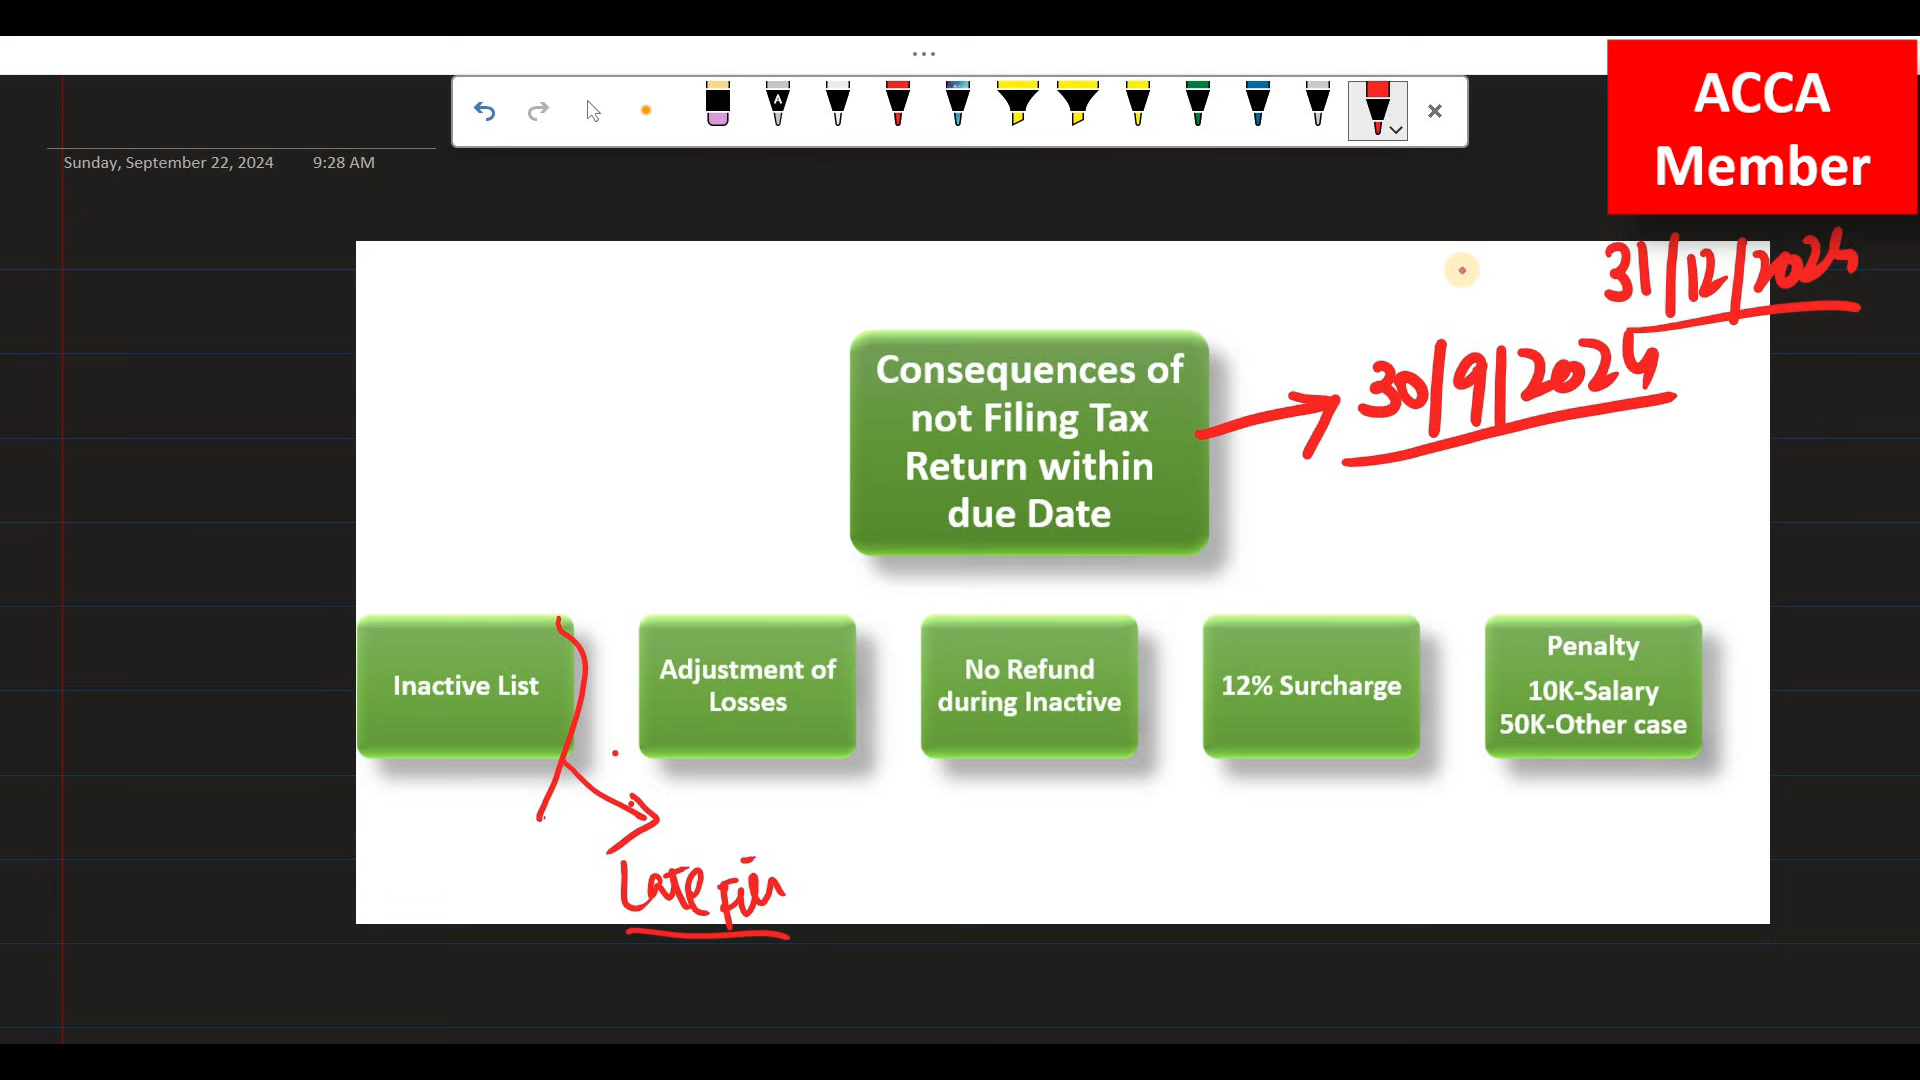 ACCA
Member
Sunday, September 22, 2024 9:28 AM
A
31/12/2024
Consequences of
not Filing Tax
Return within
due Date
30/9/2024
Inactive List
Adjustment of
Losses
No Refund
during Inactive
12% Surcharge
Penalty
10K-Salary
50K-Other case
Late